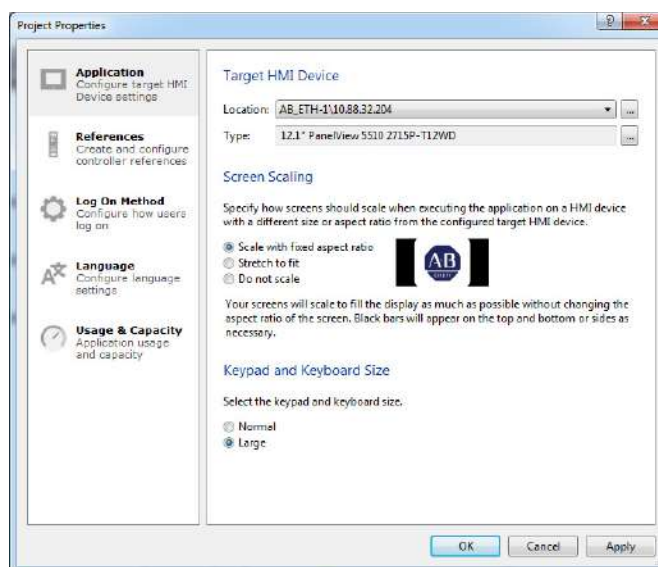 Project Properties
Application
Configure target HMI
Device settings
References
Create and configure
controller references
Log On Method
Configure how users
log on
Language
Configure language
settings
Usage & Capacity
Application usage
and capacity
Target HMI Device
Location: AB_ETH-1\10.88.32.204 ...
Type: 12.1" PanelView 5510 2715P-T12WD ...
Screen Scaling
Specify how screens should scale when executing the application on a HMI device
with a different size or aspect ratio from the configured target HMI device.
Scale with fixed aspect ratio
Stretch to fit
Do not scale
AB
Your screens will scale to fill the display as much as possible without changing the
aspect ratio of the screen. Black bars will appear on the top and bottom or sides as
necessary.
Keypad and Keyboard Size
Select the keypad and keyboard size.
Normal
Large
OK Cancel Apply